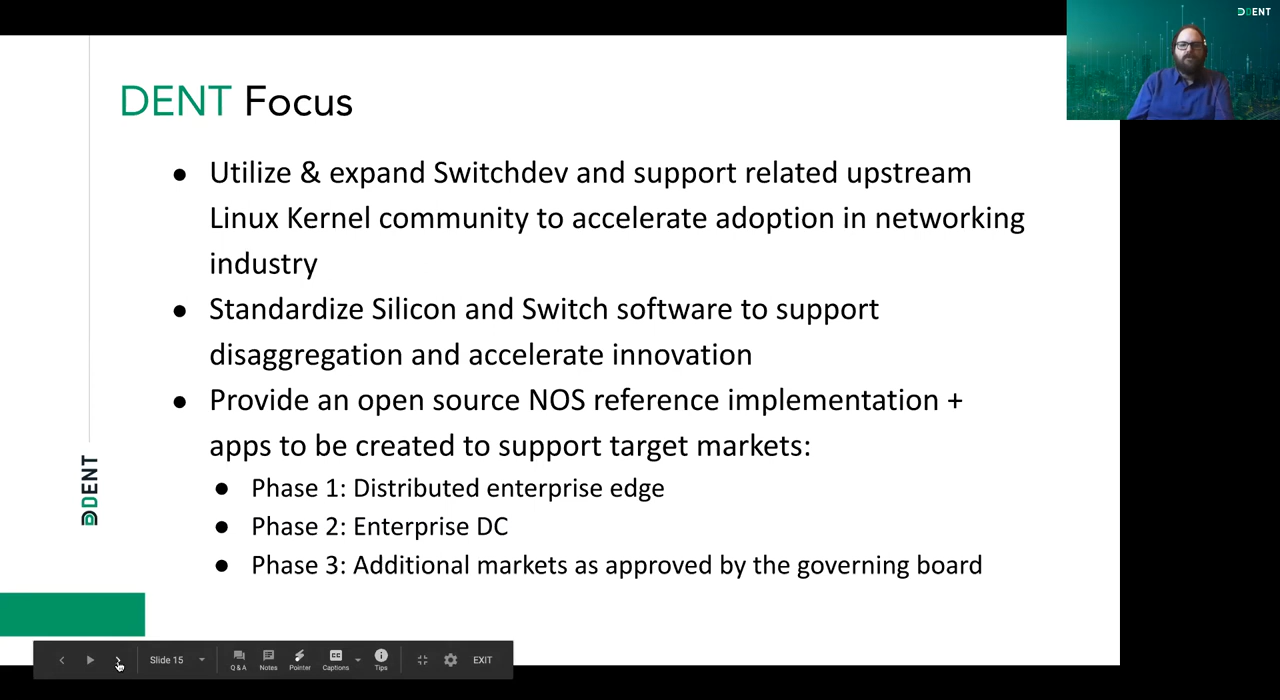 DENT
DENT Focus
● Utilize & expand Switchdev and support related upstream
Linux Kernel community to accelerate adoption in networking
industry
● Standardize Silicon and Switch software to support
disaggregation and accelerate innovation
● Provide an open source NOS reference implementation +
apps to be created to support target markets:
● Phase 1: Distributed enterprise edge
● Phase 2: Enterprise DC
● Phase 3: Additional markets as approved by the governing board
DENT
Slide 15
Q & A
Notes
Pointer
CC
Captions
Tips
EXIT